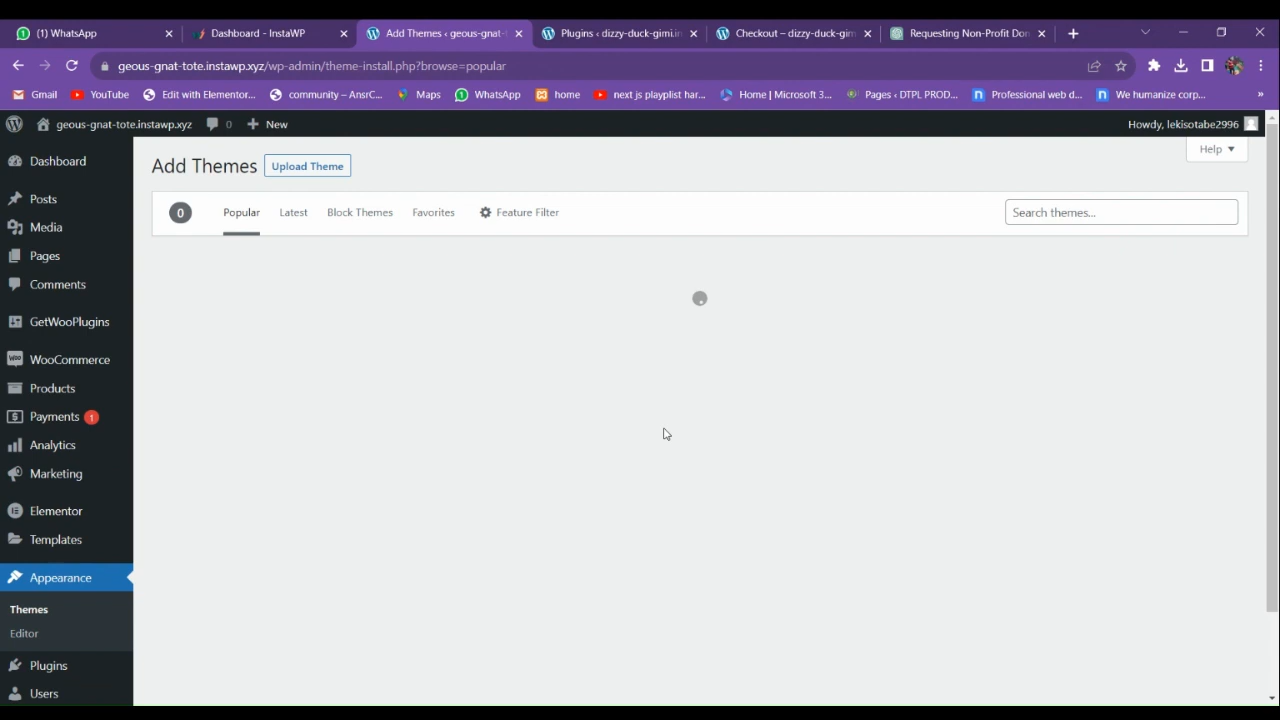 (1) WhatsApp
Dashboard - InstaWP
Add Themes ‹ geous-gnat-t
Plugins ‹ dizzy-duck-gimi.in
Checkout – dizzy-duck-gim
Requesting Non-Profit Don
geous-gnat-tote.instawp.xyz/wp-admin/theme-install.php?browse=popular
Gmail
YouTube
Edit with Elementor...
community – AnsrC...
Maps
WhatsApp
home
next js playplist har...
Home | Microsoft 3...
Pages ‹ DTPL PROD...
Professional web d...
We humanize corp...
»
geous-gnat-tote.instawp.xyz
0
New
Howdy, lekisotabe2996
Help
Dashboard
Posts
Media
Pages
Comments
GetWooPlugins
WooCommerce
Products
Payments 1
Analytics
Marketing
Elementor
Templates
Appearance
Themes
Editor
Plugins
Users
Add Themes
Upload Theme
0
Popular
Latest
Block Themes
Favorites
Feature Filter
Search themes...